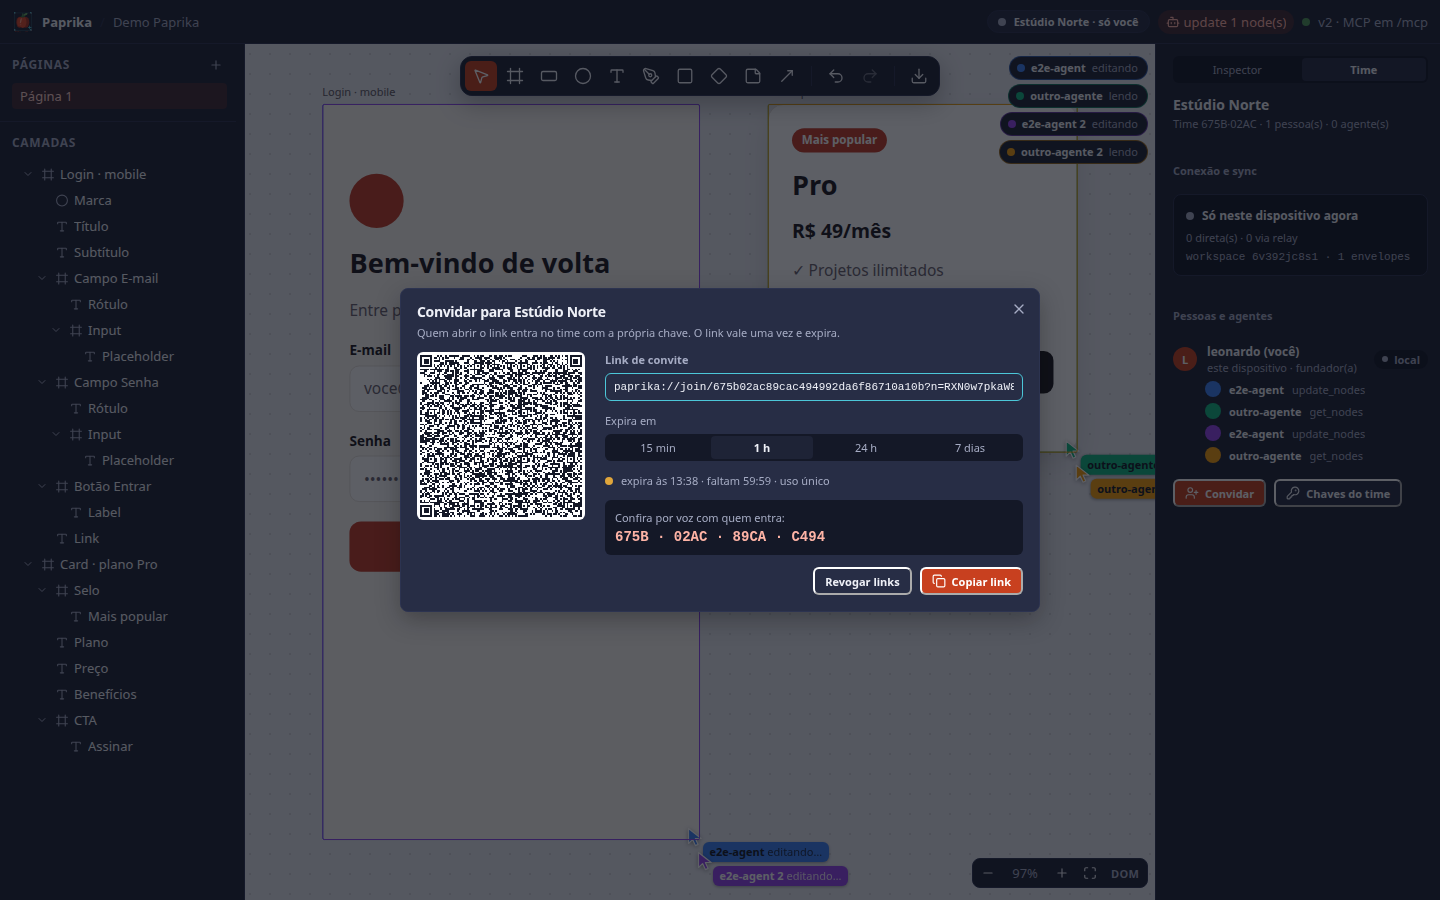 Paprika
Demo Paprika
Estúdio Norte · só você
update 1 node(s)
v2 · MCP em /mcp
PÁGINAS
Página 1
CAMADAS
Login · mobile
Marca
Título
Subtítulo
Campo E-mail
Rótulo
Input
Placeholder
Campo Senha
Rótulo
Input
Placeholder
Botão Entrar
Label
Link
Card · plano Pro
Selo
Mais popular
Plano
Preço
Benefícios
CTA
Assinar
Login · mobile
Bem-vindo de volta
Entre p
E-mail
Senha
Mais popular
Pro
R$ 49/mês
✓ Projetos ilimitados
e2e-agent editando
outro-agente lendo
e2e-agent 2 editando
outro-agente 2 lendo
Convidar para Estúdio Norte
Quem abrir o link entra no time com a própria chave. O link vale uma vez e expira.
Link de convite
paprika://join/675b02ac89cac494992da6f86710a10b?n=RXN0w7pkaW
Expira em
15 min
1 h
24 h
7 dias
expira às 13:38 · faltam 59:59 · uso único
Confira por voz com quem entra:
675B · 02AC · 89CA · C494
Revogar links
Copiar link
outro-agente
outro-agen
e2e-agent editando...
e2e-agent 2 editando...
97%
DOM
Inspector
Time
Estúdio Norte
Time 675B-02AC · 1 pessoa(s) · 0 agente(s)
Conexão e sync
Só neste dispositivo agora
0 direta(s) · 0 via relay
workspace 6v392jc8s1 · 1 envelopes
Pessoas e agentes
L
leonardo (você)
este dispositivo · fundador(a)
local
e2e-agent update_nodes
outro-agente get_nodes
e2e-agent update_nodes
outro-agente get_nodes
Convidar
Chaves do time